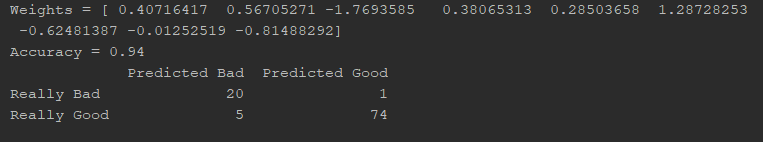 Weights = [ 0.40716417  0.56705271 -1.7693585   0.38065313  0.28503658  1.28728253
 -0.62481387 -0.01252519 -0.81488292]
Accuracy = 0.94
             Predicted Bad  Predicted Good
Really Bad              20               1
Really Good              5              74